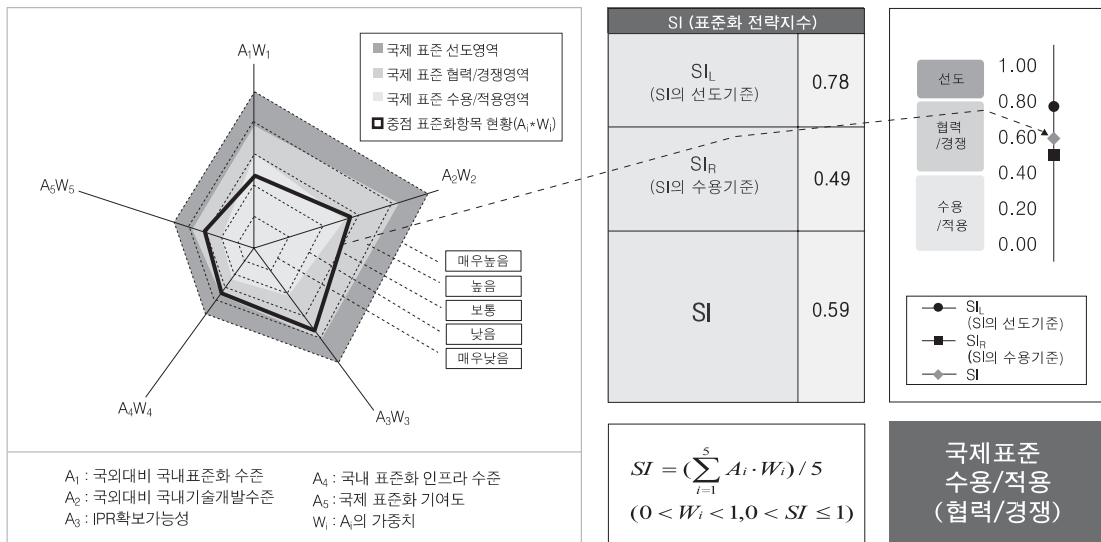 A₁W₁
국제 표준 선도영역
국제 표준 협력/경쟁영역
국제 표준 수용/적용영역
중점 표준화항목 현황(Aᵢ*Wᵢ)
A₅W₅
A₂W₂
매우높음
높음
보통
낮음
매우낮음
A₄W₄
A₃W₃
A₁ : 국외대비 국내표준화 수준
A₂ : 국외대비 국내기술개발수준
A₃ : IPR확보가능성
A₄ : 국내 표준화 인프라 수준
A₅ : 국제 표준화 기여도
Wᵢ : Aᵢ의 가중치
SI (표준화 전략지수)
SI_L
(SI의 선도기준)
0.78
SI_R
(SI의 수용기준)
0.49
SI
0.59
SI = (∑_{i=1}^{5} Aᵢ · Wᵢ) / 5
(0 < Wᵢ < 1, 0 < SI ≤ 1)
선도
협력
/경쟁
수용
/적용
1.00
0.80
0.60
0.40
0.20
0.00
SI_L
(SI의 선도기준)
SI_R
(SI의 수용기준)
SI
국제표준
수용/적용
(협력/경쟁)